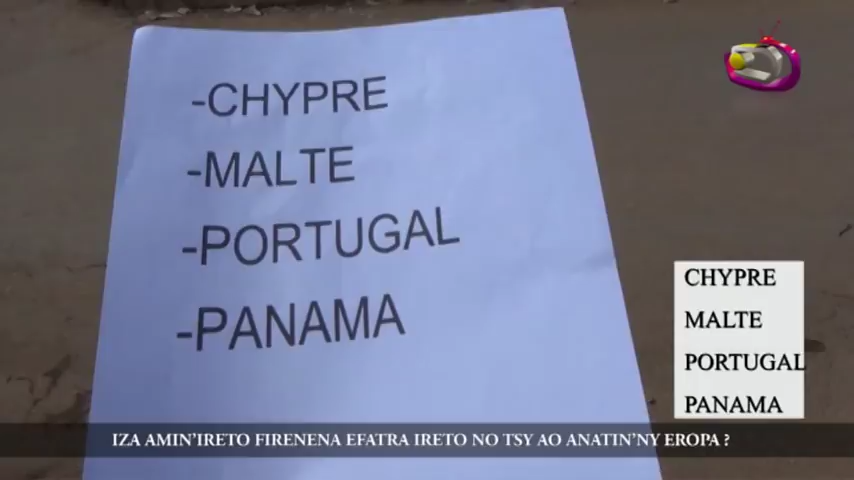 -CHYPRE
-MALTE
-PORTUGAL
-PANAMA
CHYPRE
MALTE
PORTUGAL
PANAMA
IZA AMIN'IRETO FIRENENA EFATRA IRETO NO TSY AO ANATIN'NY EROPA ?